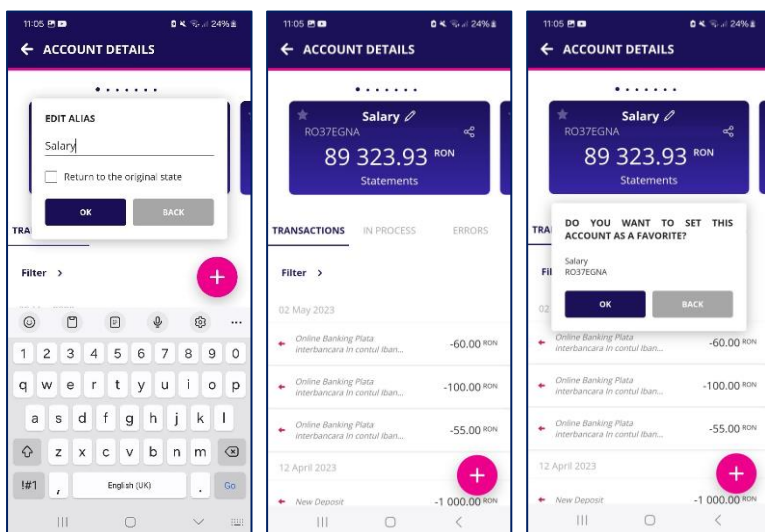 11:05
24%
ACCOUNT DETAILS
EDIT ALIAS
Salary
Return to the original state
OK
BACK
TRA
Filter >
1 2 3 4 5 6 7 8 9 0
q w e r t y u i o p
a s d f g h j k l
z x c v b n m
!#1 , English (UK) . Go
11:05
24%
ACCOUNT DETAILS
Salary
RO37EGNA
89 323.93 RON
Statements
TRANSACTIONS IN PROCESS ERRORS
Filter >
02 May 2023
Online Banking Plata
interbancara In contul Iban...
-60.00 RON
Online Banking Plata
interbancara In contul Iban...
-100.00 RON
Online Banking Plata
interbancara In contul Iban...
-55.00 RON
12 April 2023
New Deposit
-1 000.00 RON
11:05
24%
ACCOUNT DETAILS
Salary
RO37EGNA
89 323.93 RON
Statements
TRA
DO YOU WANT TO SET THIS
ACCOUNT AS A FAVORITE?
Salary
RO37EGNA
Fil
OK
BACK
02
Online Banking Plata
interbancara In contul Iban...
-60.00 RON
Online Banking Plata
interbancara In contul Iban...
-100.00 RON
Online Banking Plata
interbancara In contul Iban...
-55.00 RON
12 April 2023
New Deposit
-1 000.00 RON